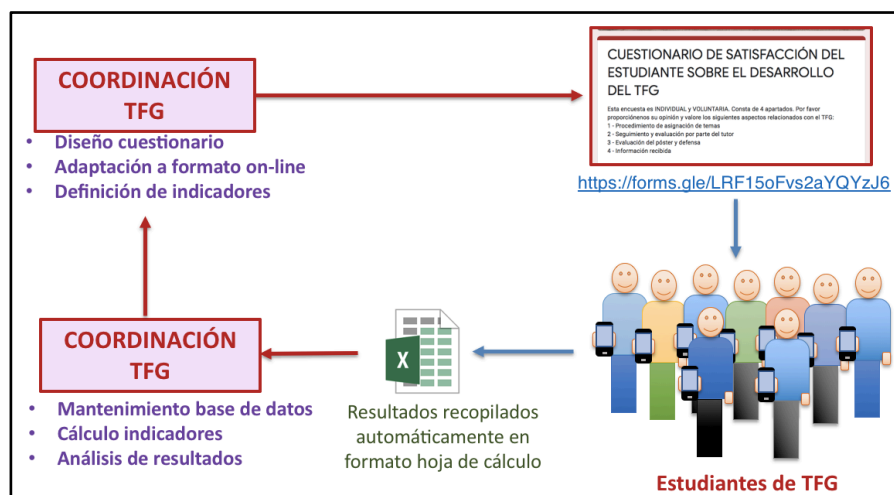 COORDINACIÓN
TFG
• Diseño cuestionario
• Adaptación a formato on-line
• Definición de indicadores
CUESTIONARIO DE SATISFACCIÓN DEL
ESTUDIANTE SOBRE EL DESARROLLO
DEL TFG
Esta encuesta es INDIVIDUAL y VOLUNTARIA. Consta de 4 apartados. Por favor
proporciónenos su opinión y valore los siguientes aspectos relacionados con el TFG:
1 - Procedimiento de asignación de temas
2 - Seguimiento y evaluación por parte del tutor
3 - Evaluación del póster y defensa
4 - Información recibida
https://forms.gle/LRF15oFvs2aYQYzJ6
COORDINACIÓN
TFG
• Mantenimiento base de datos
• Cálculo indicadores
• Análisis de resultados
X
Resultados recopilados
automáticamente en
formato hoja de cálculo
Estudiantes de TFG